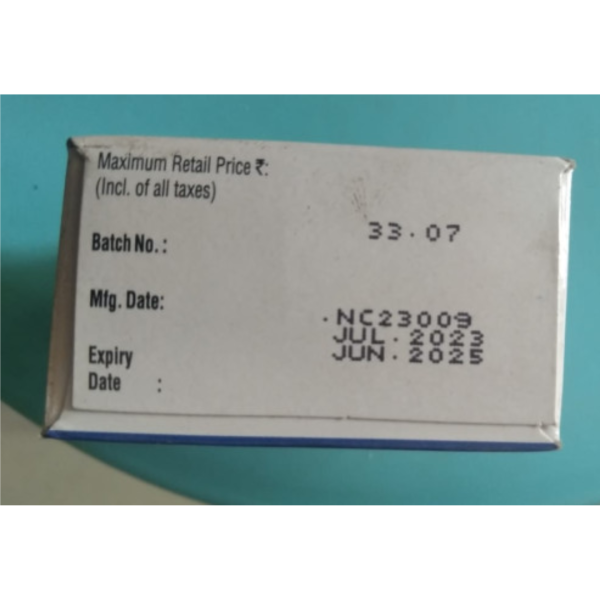 Maximum Retail Price ₹:
(Incl. of all taxes)
33.07
Batch No. :
Mfg. Date:
.NC23009
JUL. 2023
Expiry
JUN. 2025
Date :